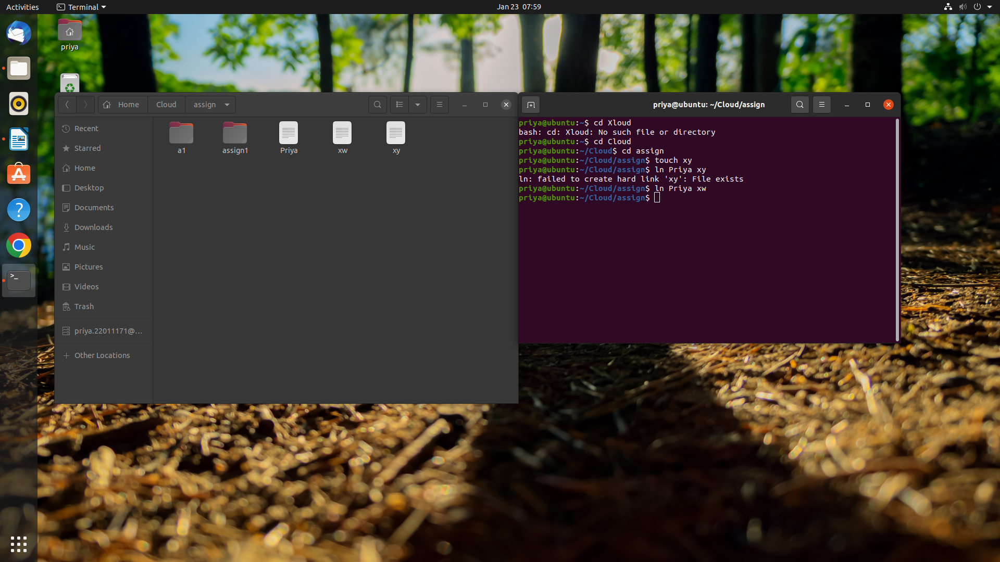 Activities
Terminal
Jan 23 07:59
priya
Home
Cloud
assign
Recent
Starred
Home
Desktop
Documents
Downloads
Music
Pictures
Videos
Trash
priya.22011171@...
Other Locations
a1
assign1
Priya
xw
xy
priya@ubuntu: ~/Cloud/assign
priya@ubuntu:~$ cd Xloud
bash: cd: Xloud: No such file or directory
priya@ubuntu:~$ cd Cloud
priya@ubuntu:~/Cloud$ cd assign
priya@ubuntu:~/Cloud/assign$ touch xy
priya@ubuntu:~/Cloud/assign$ ln Priya xy
ln: failed to create hard link 'xy': File exists
priya@ubuntu:~/Cloud/assign$ ln Priya xw
priya@ubuntu:~/Cloud/assign$